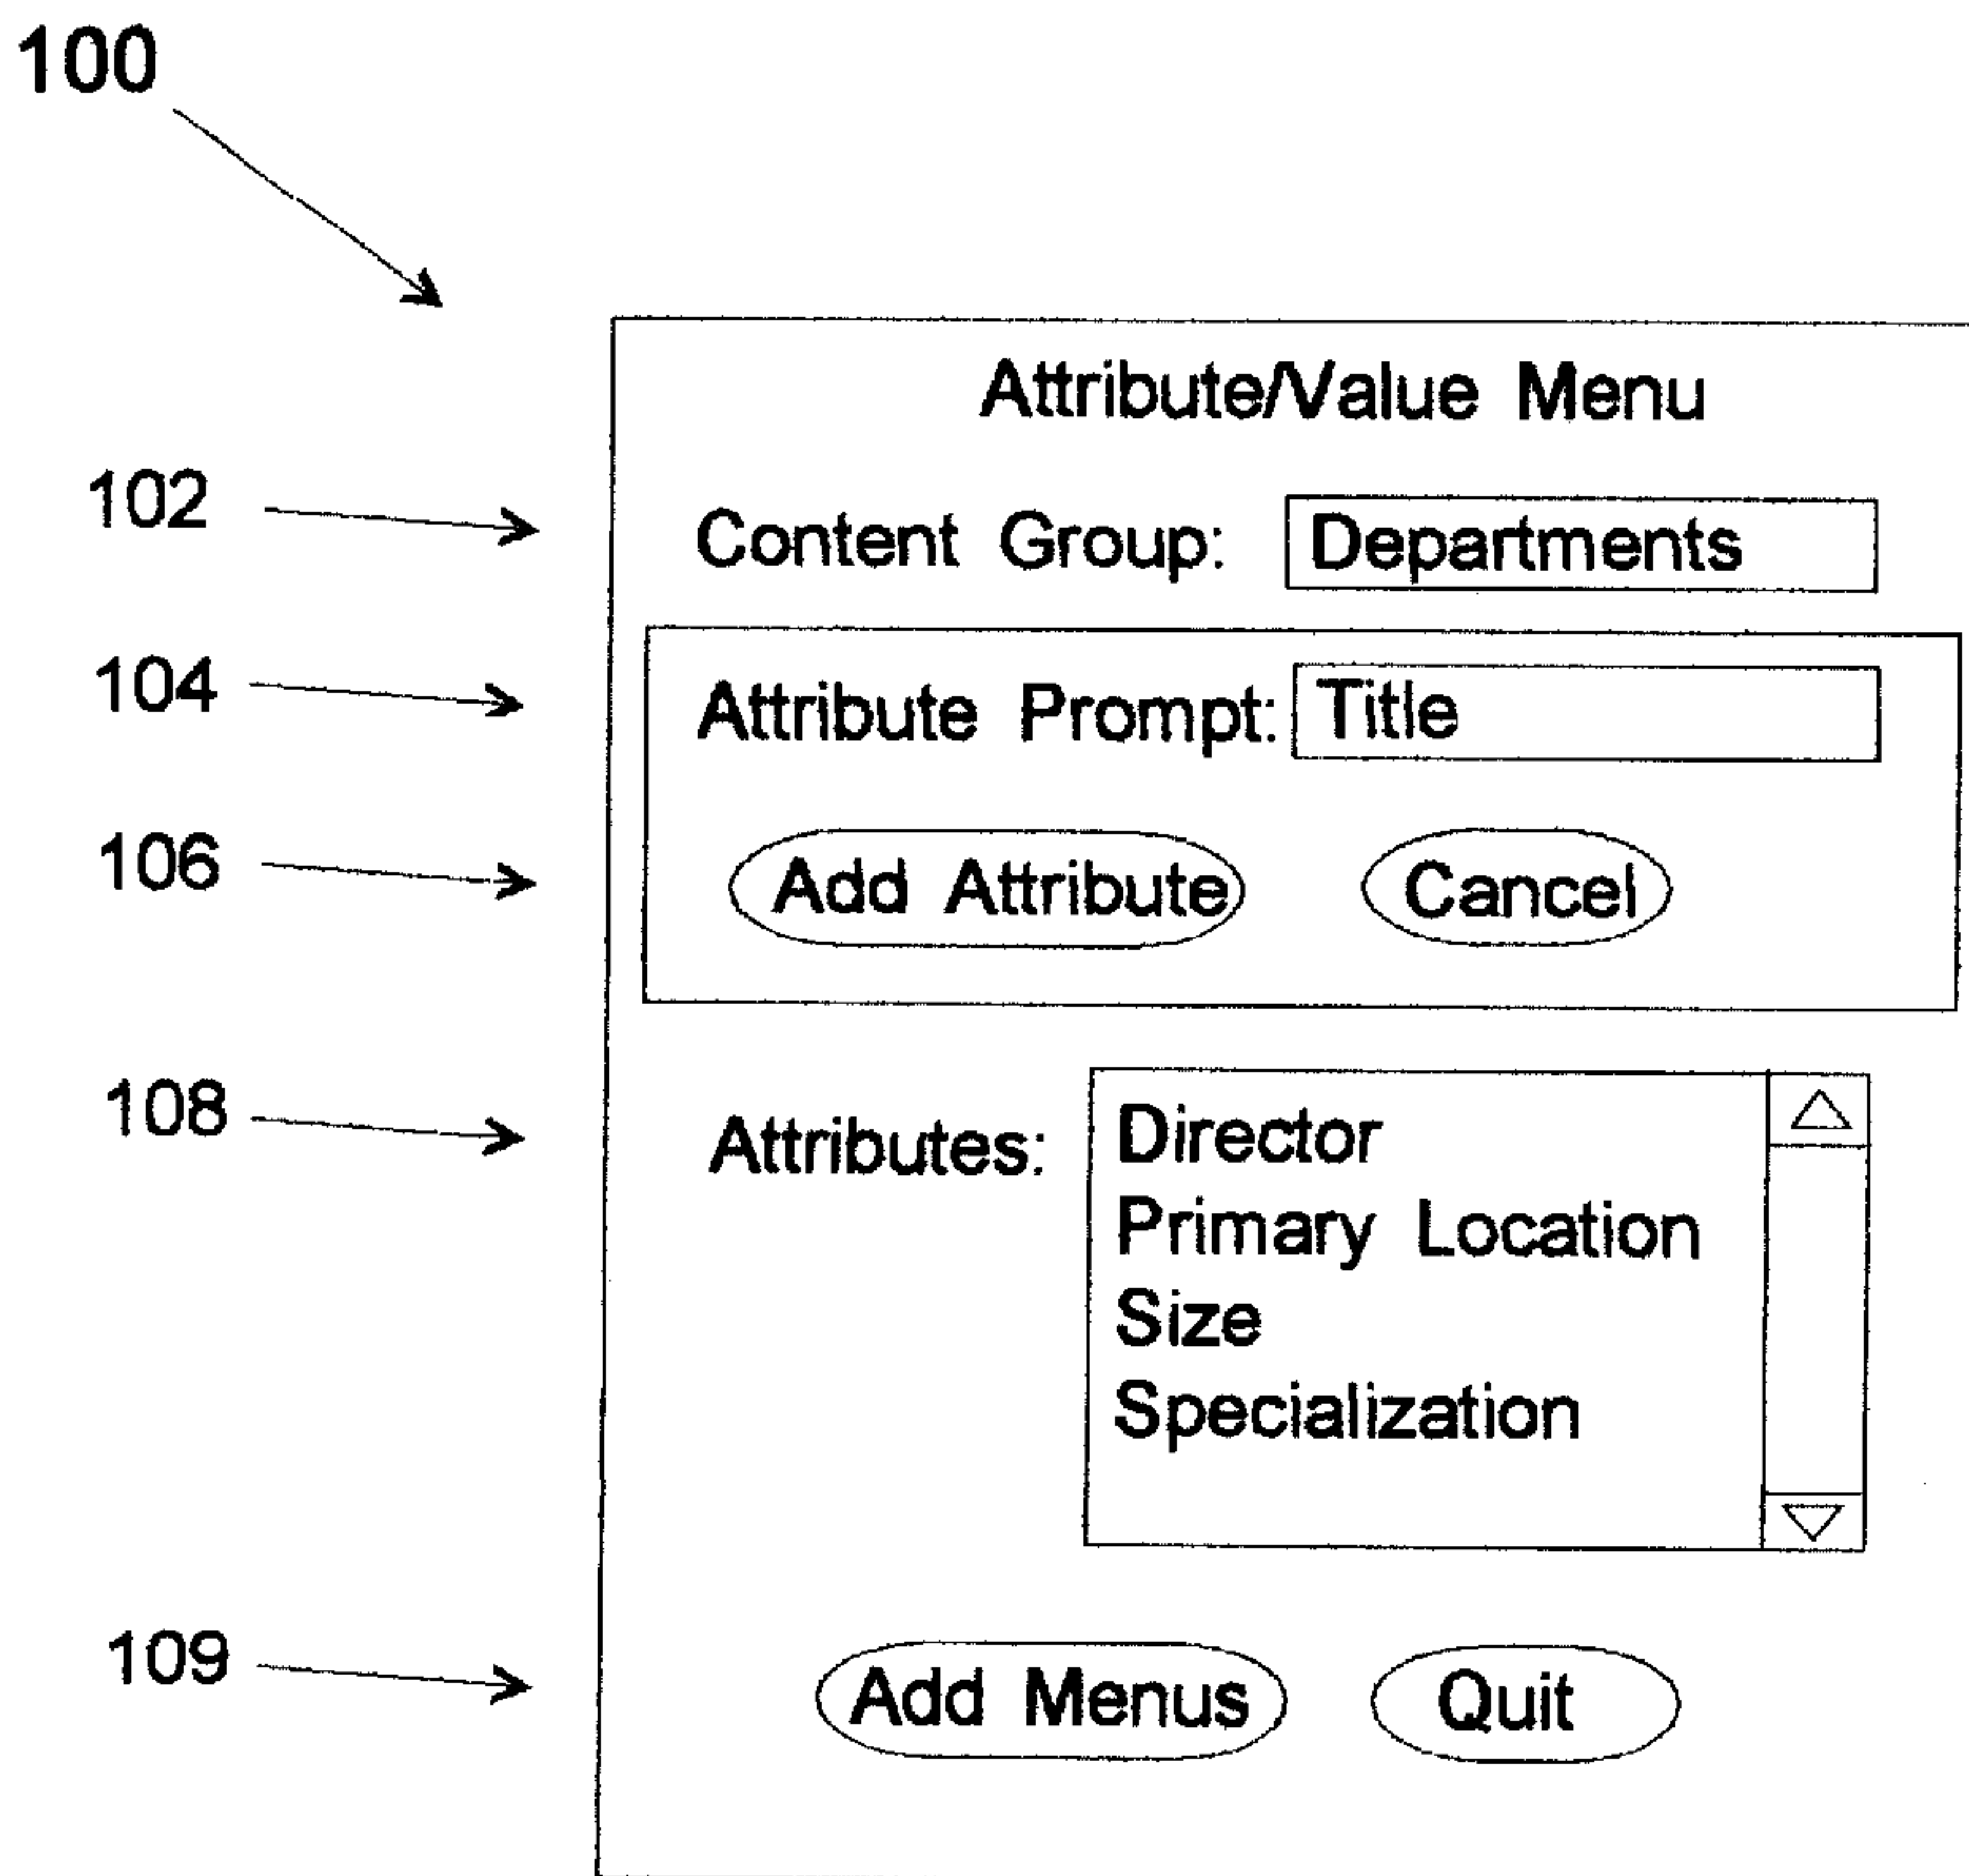 100
Attribute/Value Menu
102 Content Group: Departments
104 Attribute Prompt: Title
106 Add Attribute Cancel
108 Attributes: Director
Primary Location
Size
Specialization
109 Add Menus Quit